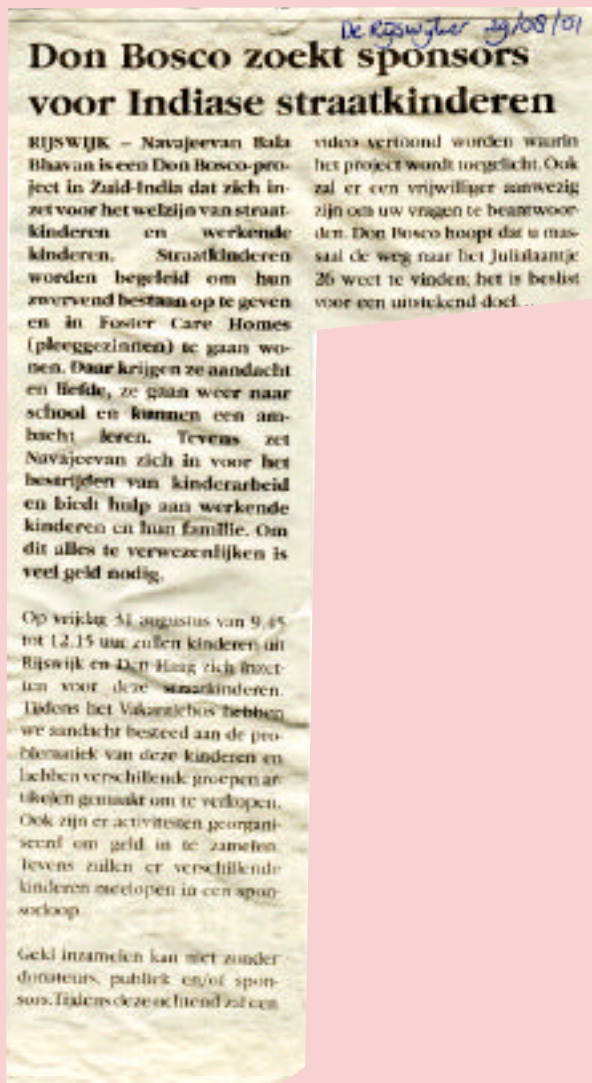 De Rijswijker 29/08/01
Don Bosco zoekt sponsors
voor Indiase straatkinderen
RIJSWIJK – Navajeevan Bala
Bhavan is een Don Bosco-pro-
ject in Zuid-India dat zich in-
zet voor het welzijn van straat-
kinderen en werkende
kinderen. Straatkinderen
worden begeleid om hun
zwervend bestaan op te geven
en in Foster Care Homes
(pleeggezinnen) te gaan wo-
nen. Daar krijgen ze aandacht
en liefde, ze gaan weer naar
school en kunnen een am-
bacht leren. Tevens zet
Navajeevan zich in voor het
bestrijden van kinderarbeid
en biedt hulp aan werkende
kinderen en hun familie. Om
dit alles te verwezenlijken is
veel geld nodig.
Op vrijdag 31 augustus van 9.45
tot 12.15 uur zullen kinderen uit
Rijswijk en Den Haag zich inzet-
ten voor deze straatkinderen.
Tijdens het Vakantiebos hebben
we aandacht besteed aan de pro-
blematiek van deze kinderen en
hebben verschillende groepen ar-
tikelen gemaakt om te verkopen.
Ook zijn er activiteiten georgani-
seerd om geld in te zamelen.
Tevens zullen er verschillende
kinderen meelopen in een spon-
sorloop.
Geld inzamelen kan niet zonder
donateurs, publiek en/of spon-
sors. Tijdens deze ochtend zal een
video vertoond worden waarin
het project wordt toegelicht. Ook
zal er een vrijwilliger aanwezig
zijn om uw vragen te beantwoor-
den. Don Bosco hoopt dat u mas-
saal de weg naar het Julialaantje
26 weet te vinden; het is beslist
voor een uitstekend doel...